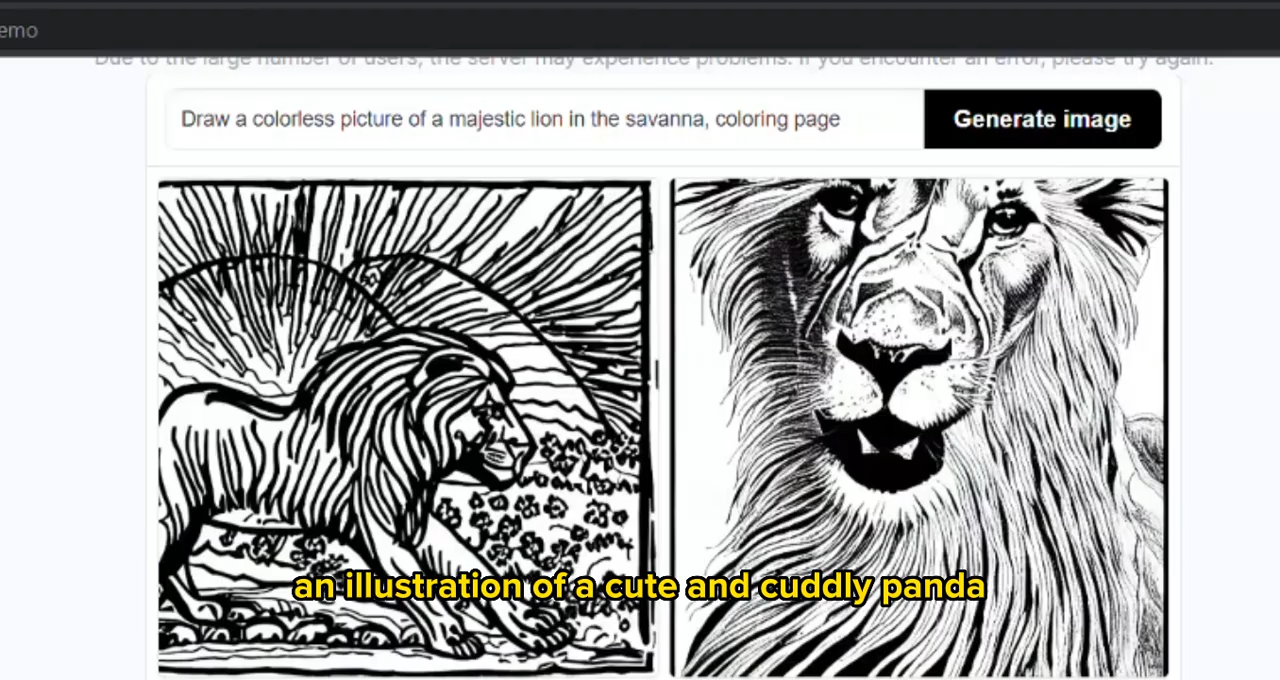 emo
Due to the large number of users, the server may experience problems. If you encounter an error, please try again.
Draw a colorless picture of a majestic lion in the savanna, coloring page
Generate image
an illustration of a cute and cuddly panda